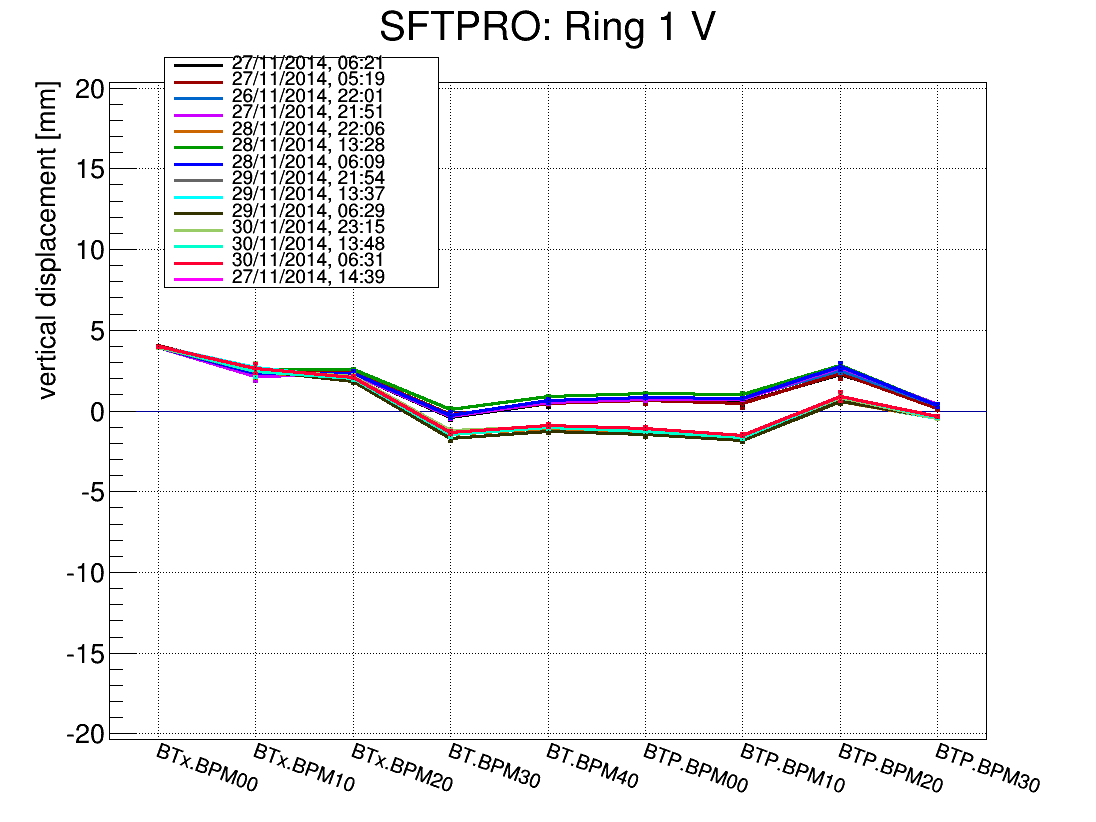 SFTPRO: Ring 1 V
27/11/2014, 06:21
27/11/2014, 05:19
26/11/2014, 22:01
27/11/2014, 21:51
28/11/2014, 22:06
28/11/2014, 13:28
28/11/2014, 06:09
29/11/2014, 21:54
29/11/2014, 13:37
29/11/2014, 06:29
30/11/2014, 23:15
30/11/2014, 13:48
30/11/2014, 06:31
27/11/2014, 14:39
vertical displacement [mm]
20
15
10
5
0
-5
-10
-15
-20
BTx.BPM00
BTx.BPM10
BTx.BPM20
BT.BPM30
BT.BPM40
BTP.BPM00
BTP.BPM10
BTP.BPM20
BTP.BPM30